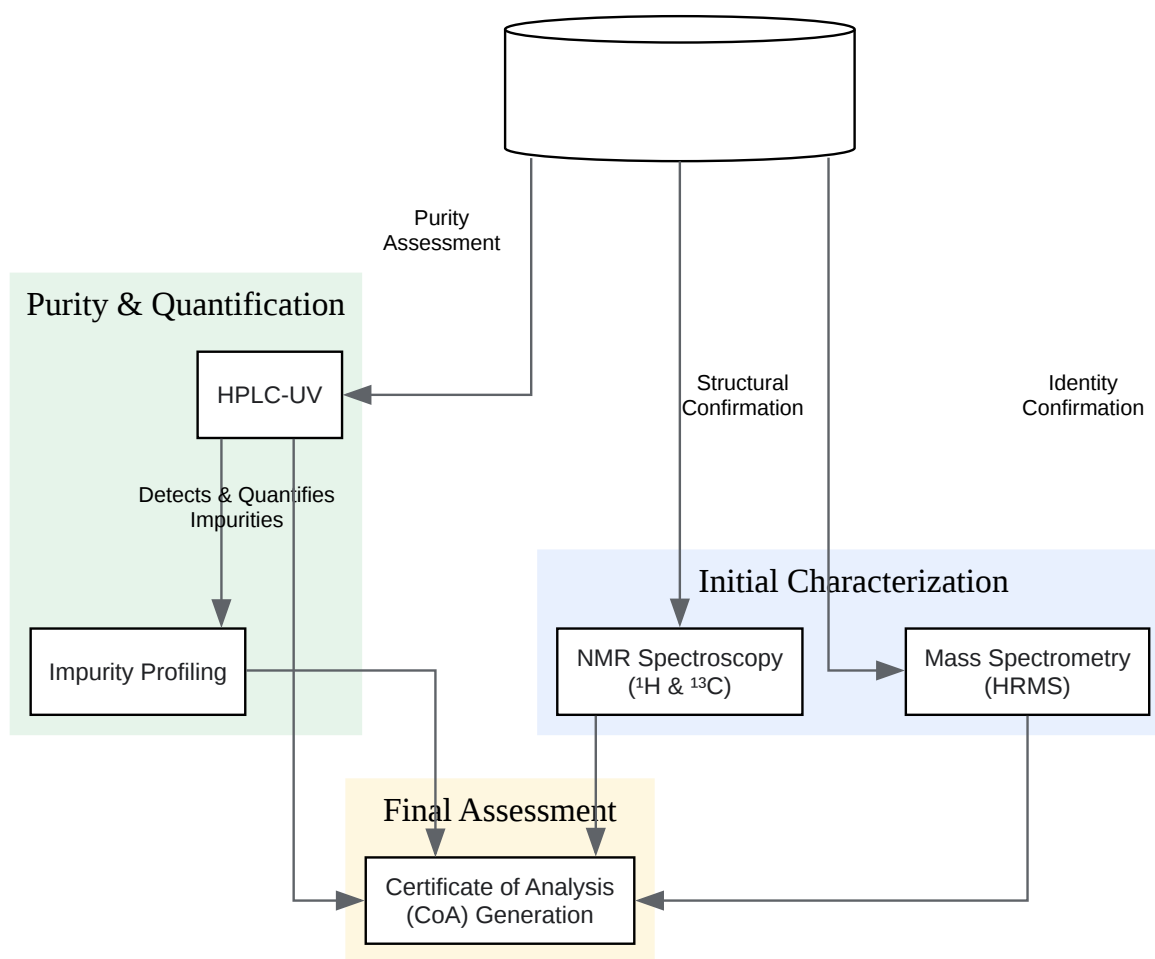 Purity
Assessment
Purity & Quantification
HPLC-UV
Structural
Confirmation
Identity
Confirmation
Detects & Quantifies
Impurities
Initial Characterization
Impurity Profiling
NMR Spectroscopy
(¹H & ¹³C)
Mass Spectrometry
(HRMS)
Final Assessment
Certificate of Analysis
(CoA) Generation